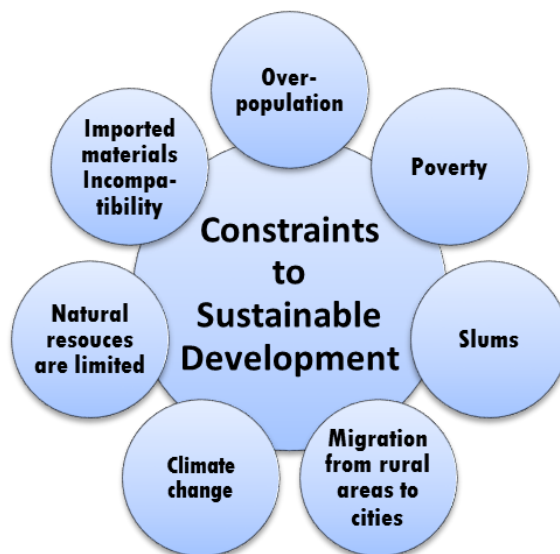 Over-
population
Poverty
Slums
Migration
from rural
areas to
cities
Climate
change
Natural
resouces
are limited
Imported
materials
Incompa-
tibility
Constraints
to
Sustainable
Development